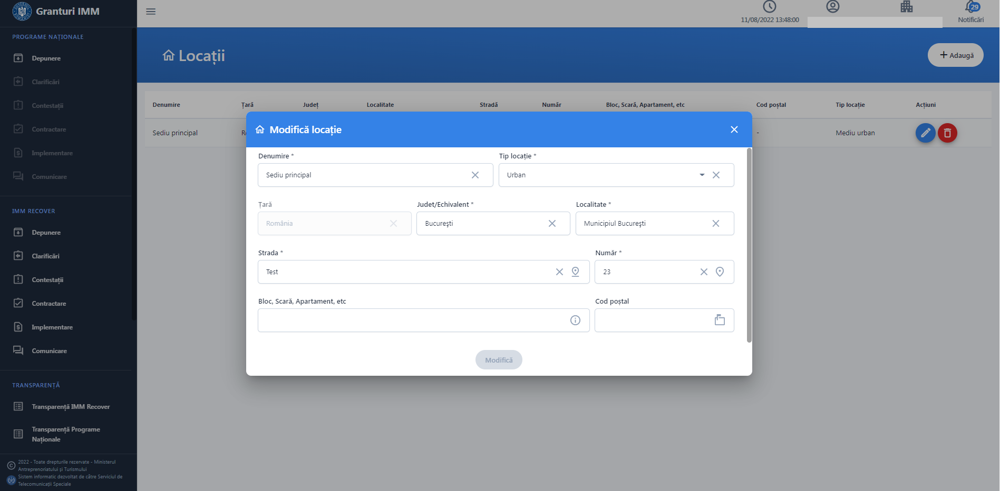 Granturi IMM
11/08/2022 13:48:00
29
Notificări
PROGRAME NAȚIONALE
Depunere
Clarificări
Contestații
Contractare
Implementare
Comunicare
IMM RECOVER
Depunere
Clarificări
Contestații
Contractare
Implementare
Comunicare
TRANSPARENȚĂ
Transparență IMM Recover
Transparență Programe
Naționale
2022 - Toate drepturile rezervate - Ministerul
Antreprenoriatului și Turismului
Sistem informatic dezvoltat de către Serviciul de
Telecomunicații Speciale
Locații
Adaugă
Denumire Țară Județ Localitate Stradă Număr Bloc, Scară, Apartament, etc Cod poștal Tip locație Acțiuni
Sediu principal - Mediu urban
Modifică locație
Denumire * Tip locație *
Sediu principal Urban
Țară Judet/Echivalent * Localitate *
România Bucureşti Municipiul Bucureşti
Strada * Număr *
Test 23
Bloc, Scară, Apartament, etc Cod poștal
Modifică